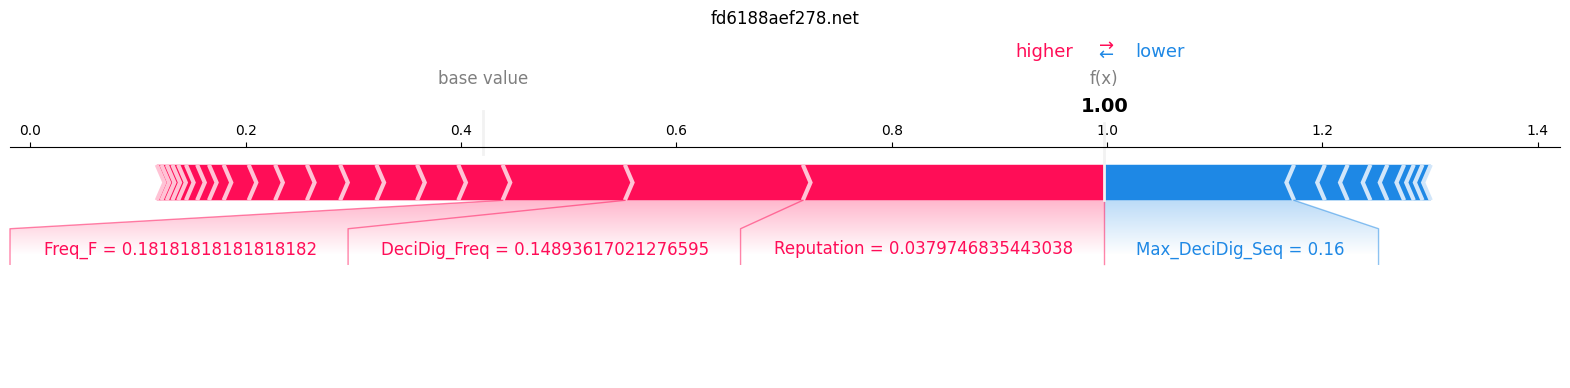 fd6188aef278.net
higher → ← lower
base value f(x)
1.00
0.0 0.2 0.4 0.6 0.8 1.0 1.2 1.4
Freq_F = 0.18181818181818182 DeciDig_Freq = 0.14893617021276595 Reputation = 0.0379746835443038 Max_DeciDig_Seq = 0.16